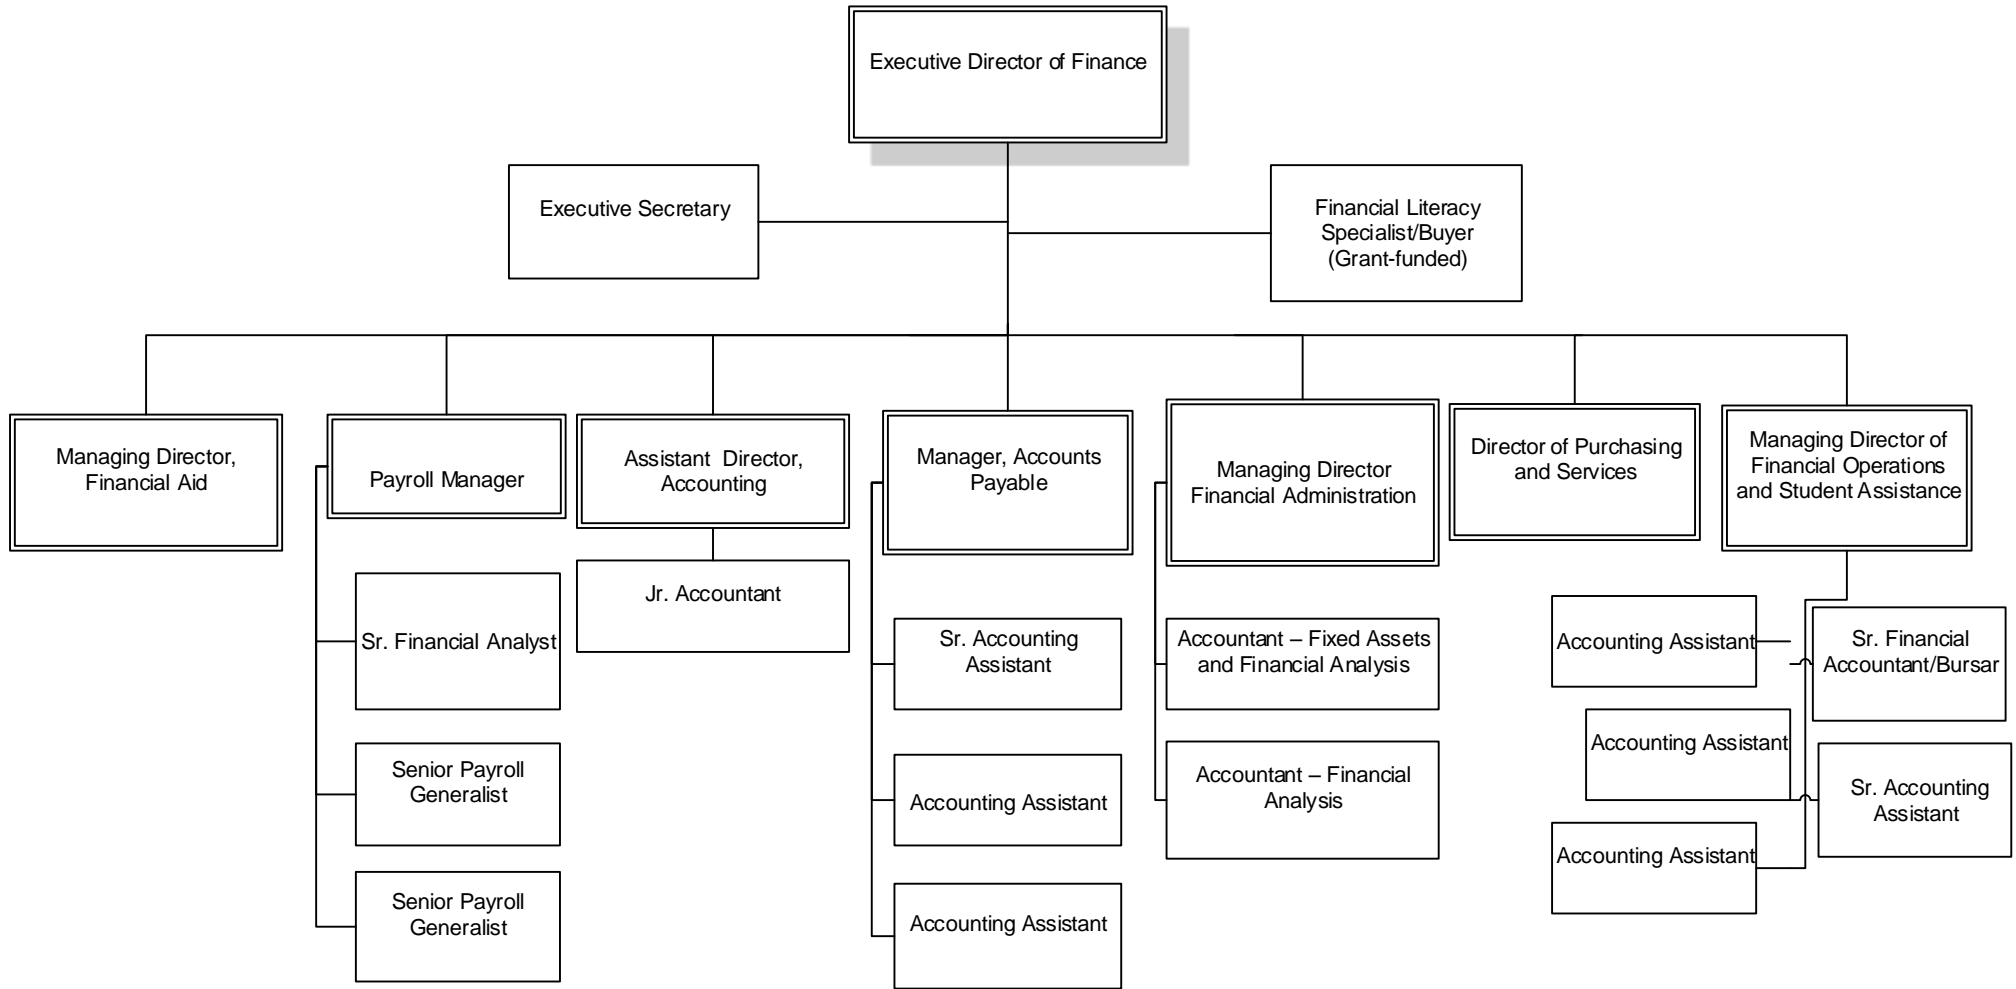 Executive Director of Finance
Executive Secretary
Financial Literacy
Specialist/Buyer
(Grant-funded)
Managing Director,
Financial Aid
Payroll Manager
Assistant Director,
Accounting
Manager, Accounts
Payable
Managing Director
Financial Administration
Director of Purchasing
and Services
Managing Director of
Financial Operations
and Student Assistance
Sr. Financial Analyst
Senior Payroll
Generalist
Senior Payroll
Generalist
Jr. Accountant
Sr. Accounting
Assistant
Accounting Assistant
Accounting Assistant
Accountant – Fixed Assets
and Financial Analysis
Accountant – Financial
Analysis
Accounting Assistant
Accounting Assistant
Accounting Assistant
Sr. Financial
Accountant/Bursar
Sr. Accounting
Assistant